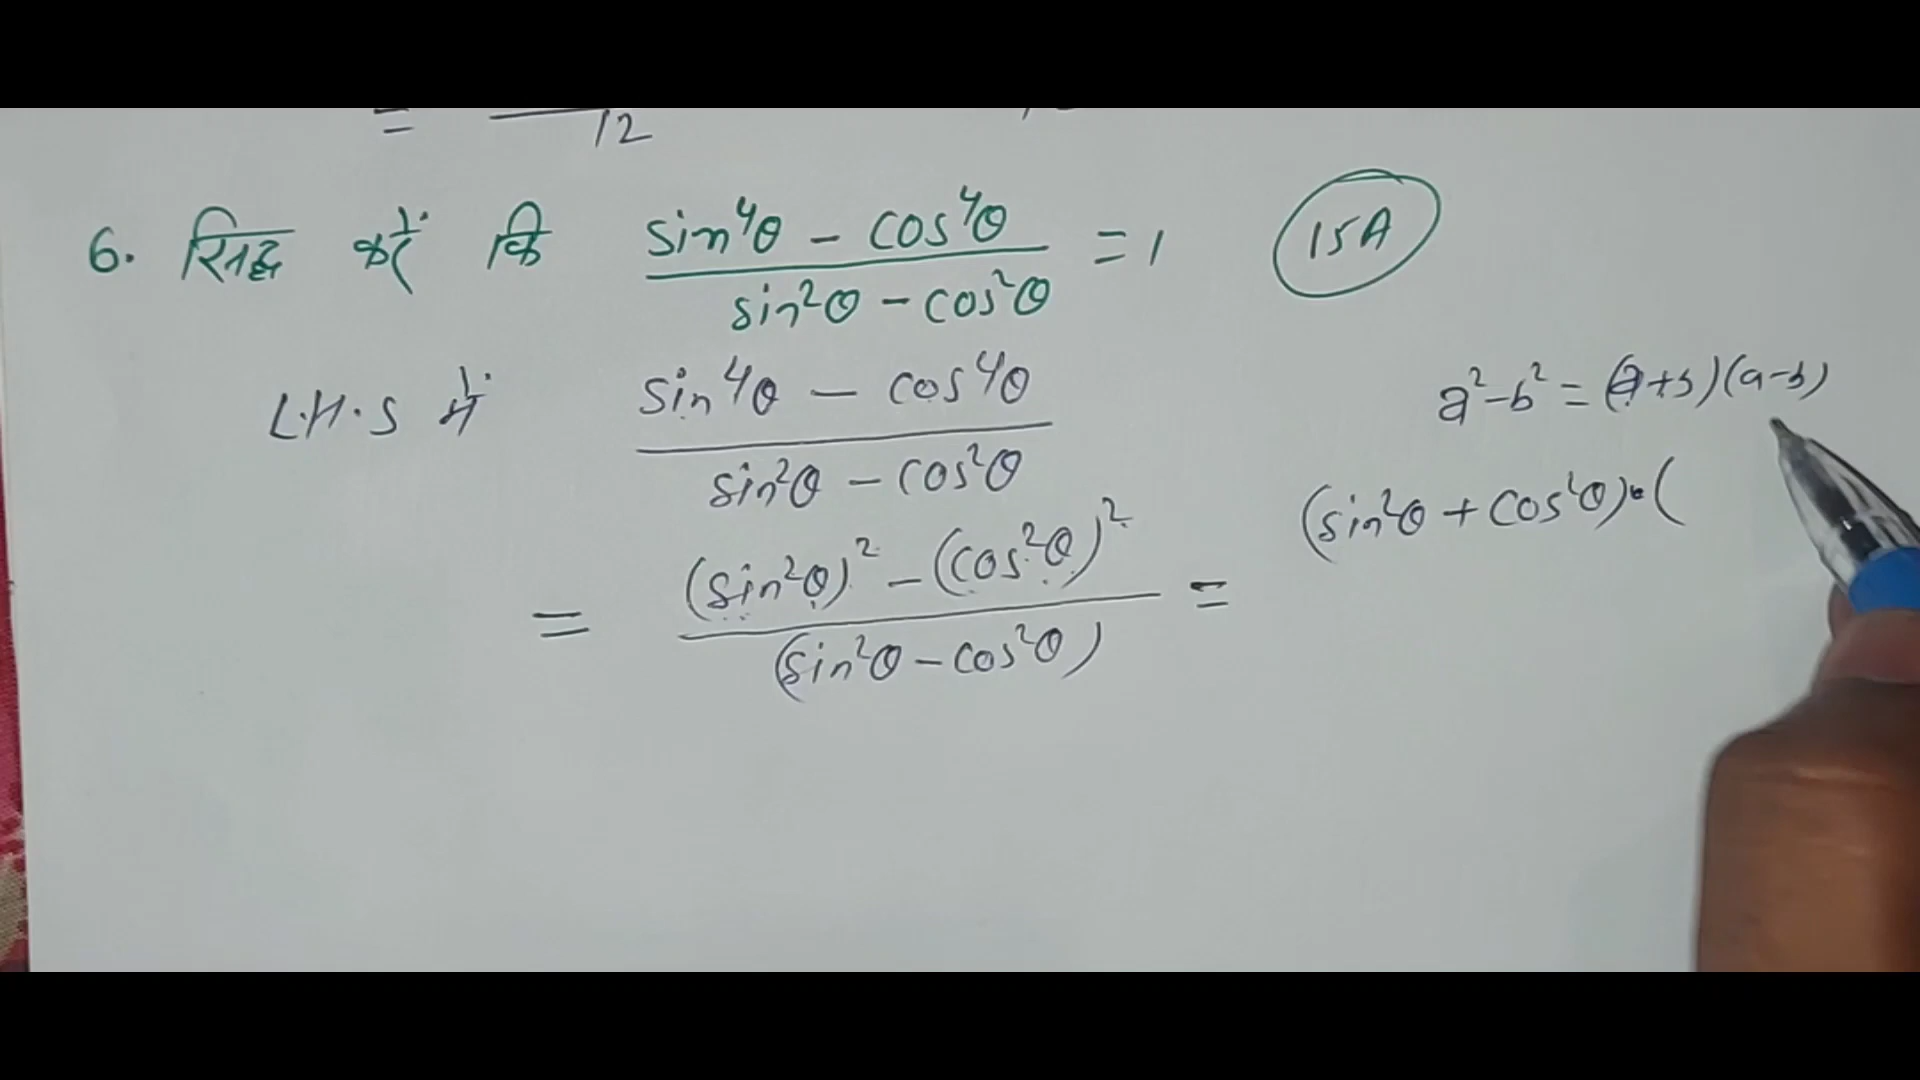 = ── 12
6. सिद्ध करें कि (sin⁴θ − cos⁴θ)/(sin²θ − cos²θ) = 1 15A
L.H.S में (sin⁴θ − cos⁴θ)/(sin²θ − cos²θ)
a² − b² = (a+b)(a−b)
= ((sin²θ)² − (cos²θ)²)/(sin²θ − cos²θ) = (sin²θ + cos²θ)·(